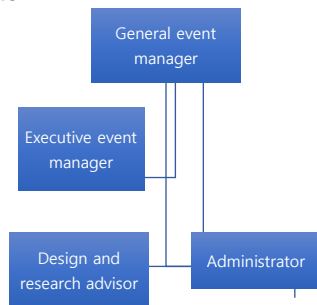 General event
manager
Executive event
manager
Design and
research advisor
Administrator